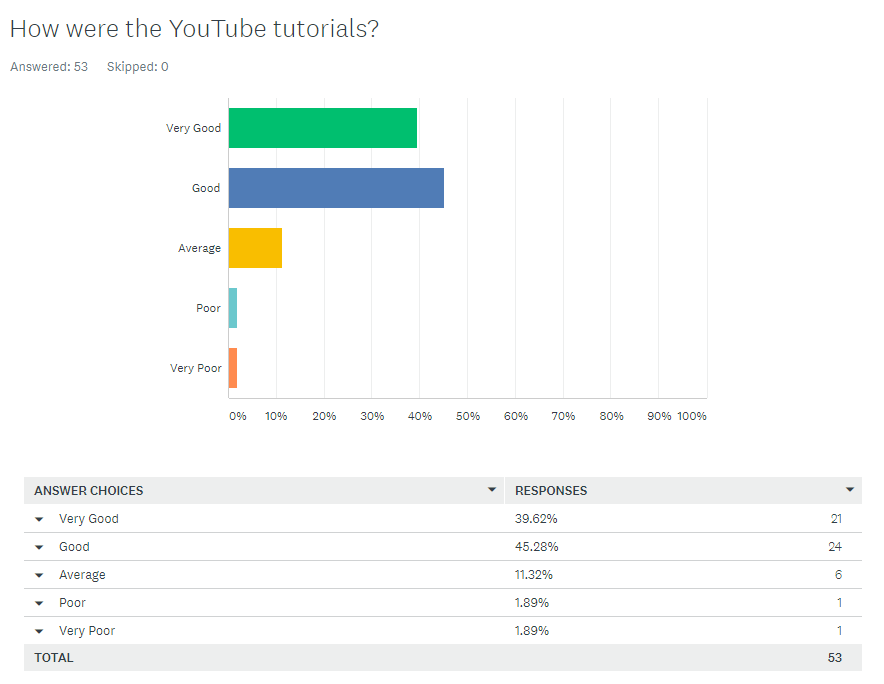 How were the YouTube tutorials?
Answered: 53 Skipped: 0
Very Good
Good
Average
Poor
Very Poor
0% 10% 20% 30% 40% 50% 60% 70% 80% 90% 100%
ANSWER CHOICES RESPONSES
Very Good 39.62% 21
Good 45.28% 24
Average 11.32% 6
Poor 1.89% 1
Very Poor 1.89% 1
TOTAL 53